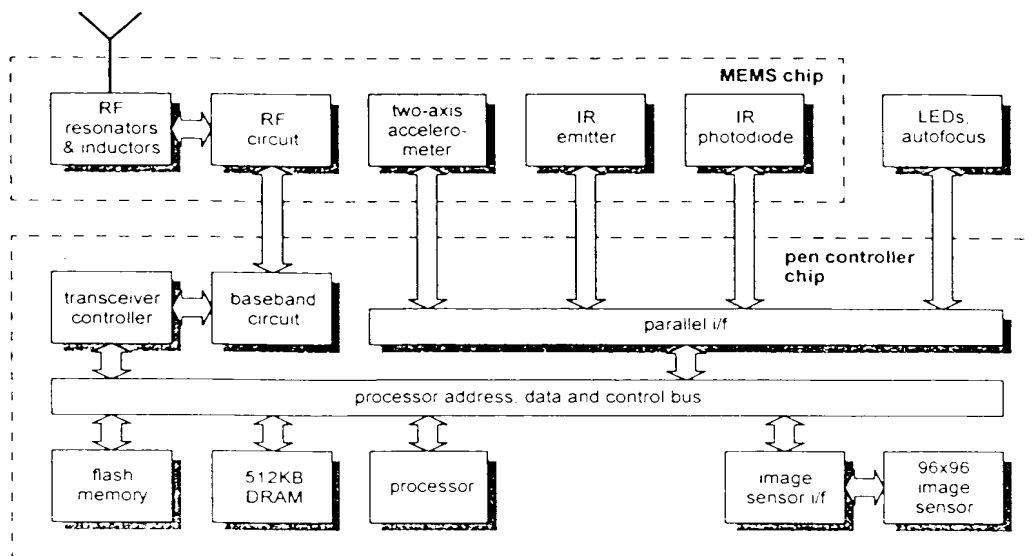 MEMS chip
RF
resonators
& inductors
RF
circuit
two-axis
accelero-
meter
IR
emitter
IR
photodiode
LEDs,
autofocus
pen controller
chip
transceiver
controller
baseband
circuit
parallel i/f
processor address, data and control bus
flash
memory
512KB
DRAM
processor
image
sensor i/f
96x96
image
sensor